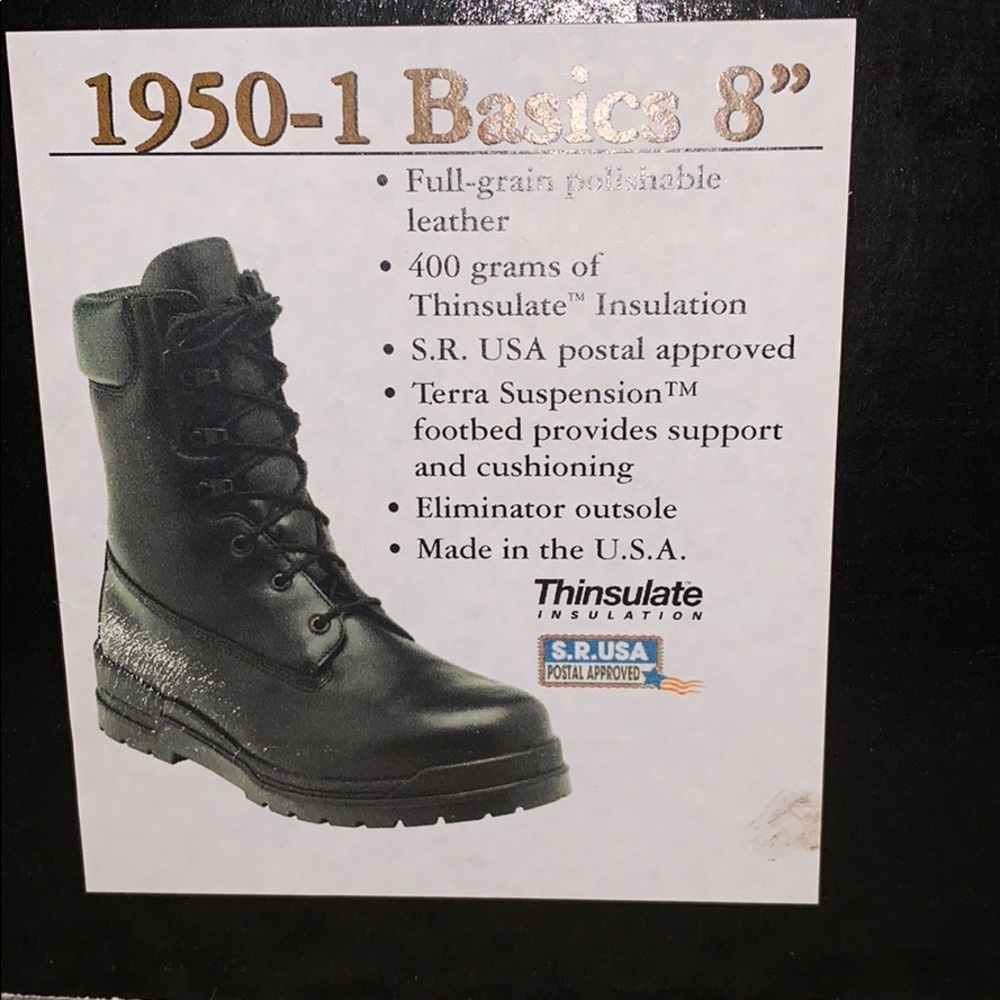 1950-1 Basics 8”
• Full-grain polishable
leather
• 400 grams of
Thinsulate™ Insulation
• S.R. USA postal approved
• Terra Suspension™
footbed provides support
and cushioning
• Eliminator outsole
• Made in the U.S.A.
Thinsulate
INSULATION
S.R.USA
POSTAL APPROVED